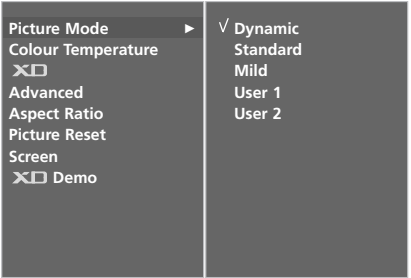 Picture Mode ►
Colour Temperature
XD
Advanced
Aspect Ratio
Picture Reset
Screen
XD Demo
√ Dynamic
Standard
Mild
User 1
User 2